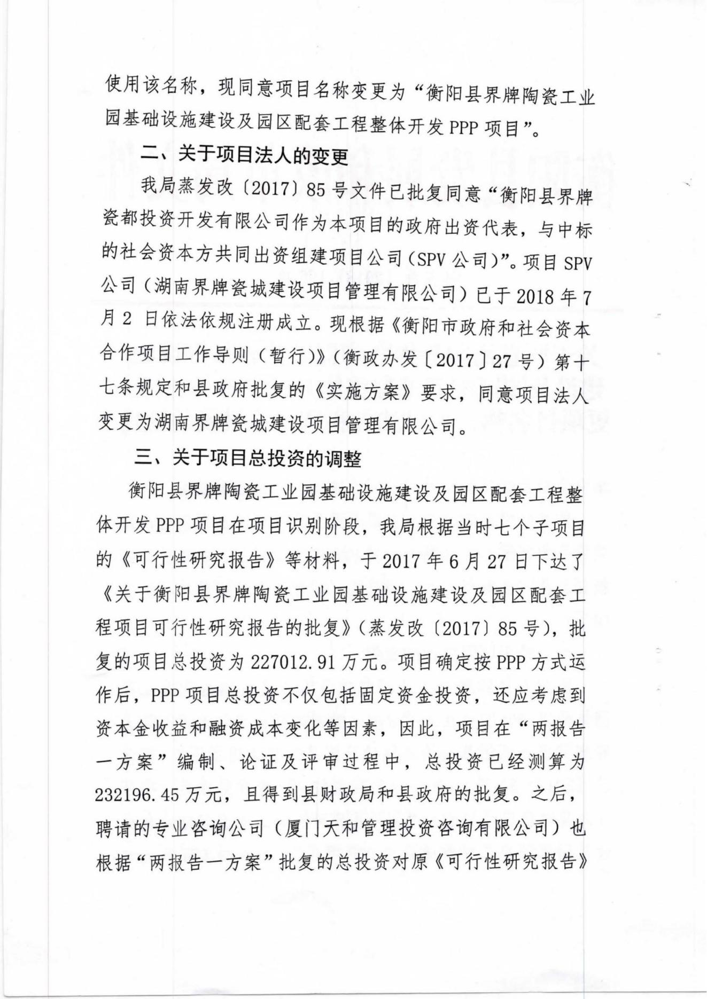 使用该名称，现同意项目名称变更为“衡阳县界牌陶瓷工业
园基础设施建设及园区配套工程整体开发 PPP 项目”。
二、关于项目法人的变更
我局蒸发改〔2017〕85 号文件已批复同意“衡阳县界牌
瓷都投资开发有限公司作为本项目的政府出资代表，与中标
的社会资本方共同出资组建项目公司（SPV 公司）”。项目 SPV
公司（湖南界牌瓷城建设项目管理有限公司）已于 2018 年 7
月 2 日依法依规注册成立。现根据《衡阳市政府和社会资本
合作项目工作导则（暂行）》（衡政办发〔2017〕27 号）第十
七条规定和县政府批复的《实施方案》要求，同意项目法人
变更为湖南界牌瓷城建设项目管理有限公司。
三、关于项目总投资的调整
衡阳县界牌陶瓷工业园基础设施建设及园区配套工程整
体开发 PPP 项目在项目识别阶段，我局根据当时七个子项目
的《可行性研究报告》等材料，于 2017 年 6 月 27 日下达了
《关于衡阳县界牌陶瓷工业园基础设施建设及园区配套工
程项目可行性研究报告的批复》（蒸发改〔2017〕85 号），批
复的项目总投资为 227012.91 万元。项目确定按 PPP 方式运
作后，PPP 项目总投资不仅包括固定资金投资，还应考虑到
资本金收益和融资成本变化等因素，因此，项目在“两报告
一方案”编制、论证及评审过程中，总投资已经测算为
232196.45 万元，且得到县财政局和县政府的批复。之后，
聘请的专业咨询公司（厦门天和管理投资咨询有限公司）也
根据“两报告一方案”批复的总投资对原《可行性研究报告》